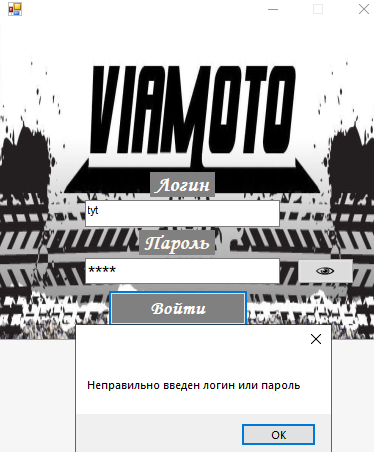 VIAMOTO
Логин
tyt
Пароль
****
Войти
Неправильно введен логин или пароль
OK